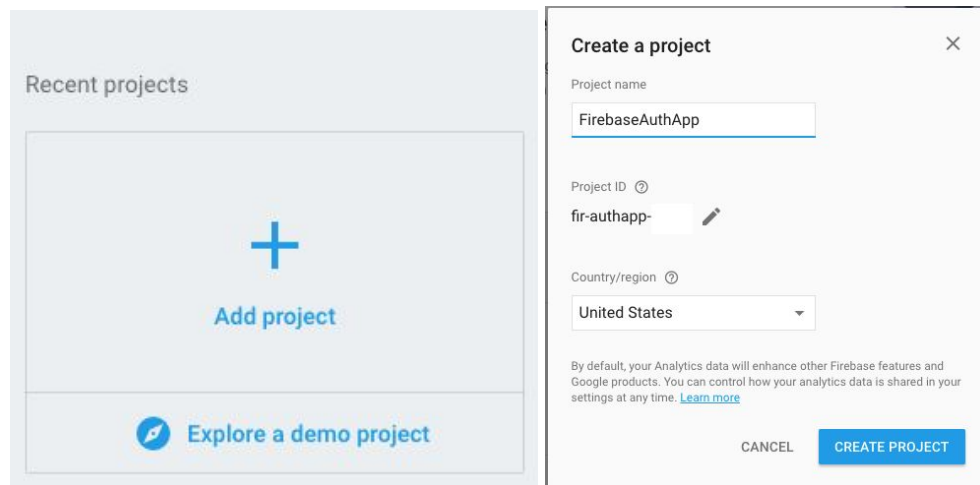 Recent projects
Add project
Explore a demo project
Create a project
Project name
FirebaseAuthApp
Project ID
fir-authapp-
Country/region
United States
By default, your Analytics data will enhance other Firebase features and
Google products. You can control how your analytics data is shared in your
settings at any time. Learn more
CANCEL CREATE PROJECT